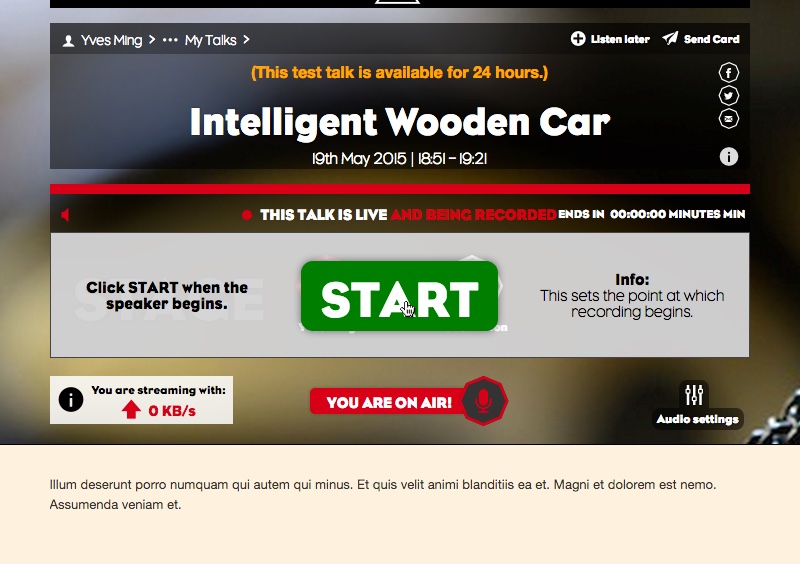 Yves Ming > ••• My Talks >
Listen later
Send Card
(This test talk is available for 24 hours.)
Intelligent Wooden Car
19th May 2015 | 18:51 – 19:21
THIS TALK IS LIVE AND BEING RECORDED ENDS IN 00:00:00 MINUTES MIN
STAGE
Click START when the
speaker begins.
START
Info:
This sets the point at which
recording begins.
You are streaming with:
0 KB/s
YOU ARE ON AIR!
Audio settings
Illum deserunt porro numquam qui autem qui minus. Et quis velit animi blanditiis ea et. Magni et dolorem est nemo.
Assumenda veniam et.